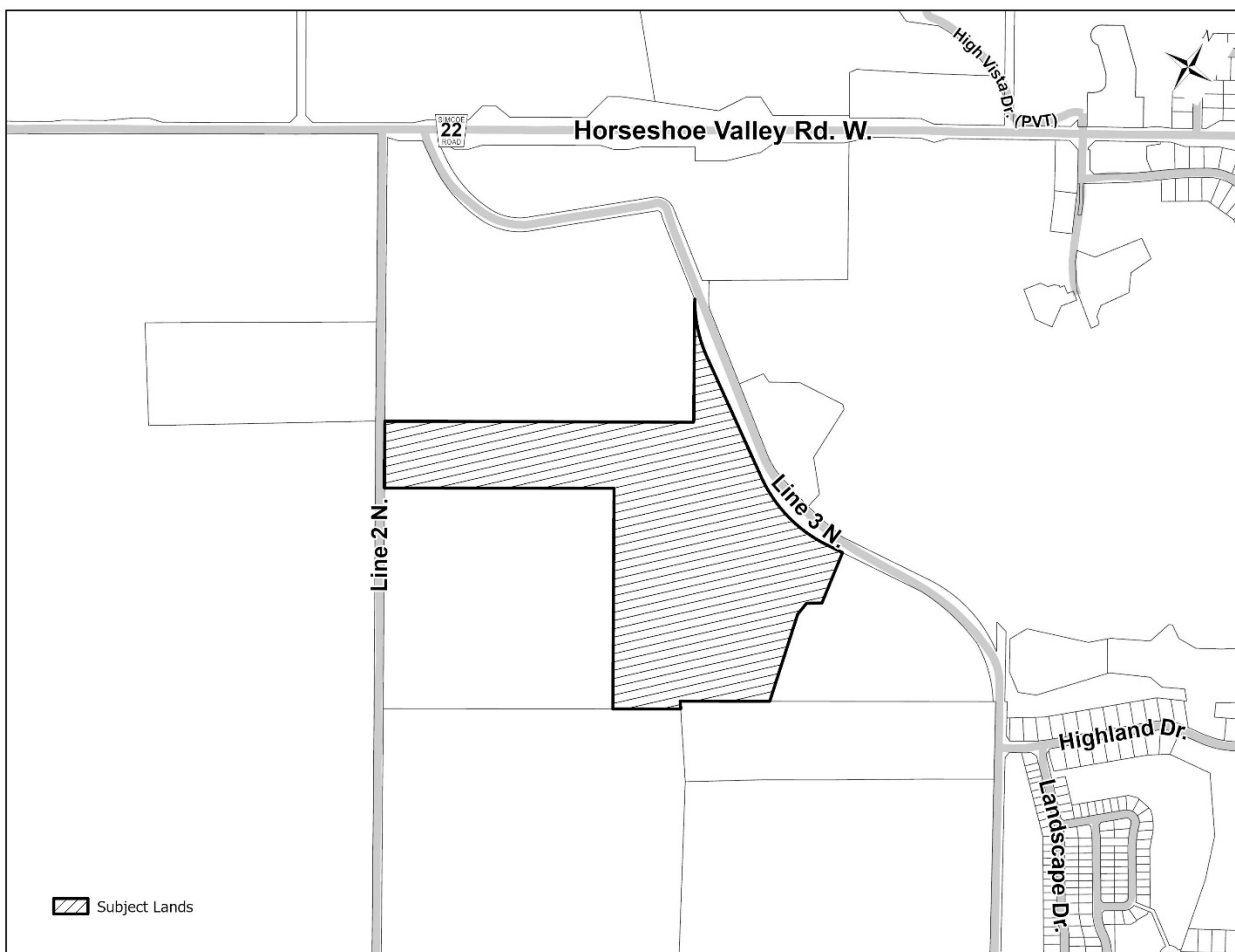 High Vista Dr.
N
SIMCOE
22
ROAD
Horseshoe Valley Rd. W.
(PVT)
Line 2 N.
Line 3 N.
Highland Dr.
Landscape Dr.
Subject Lands